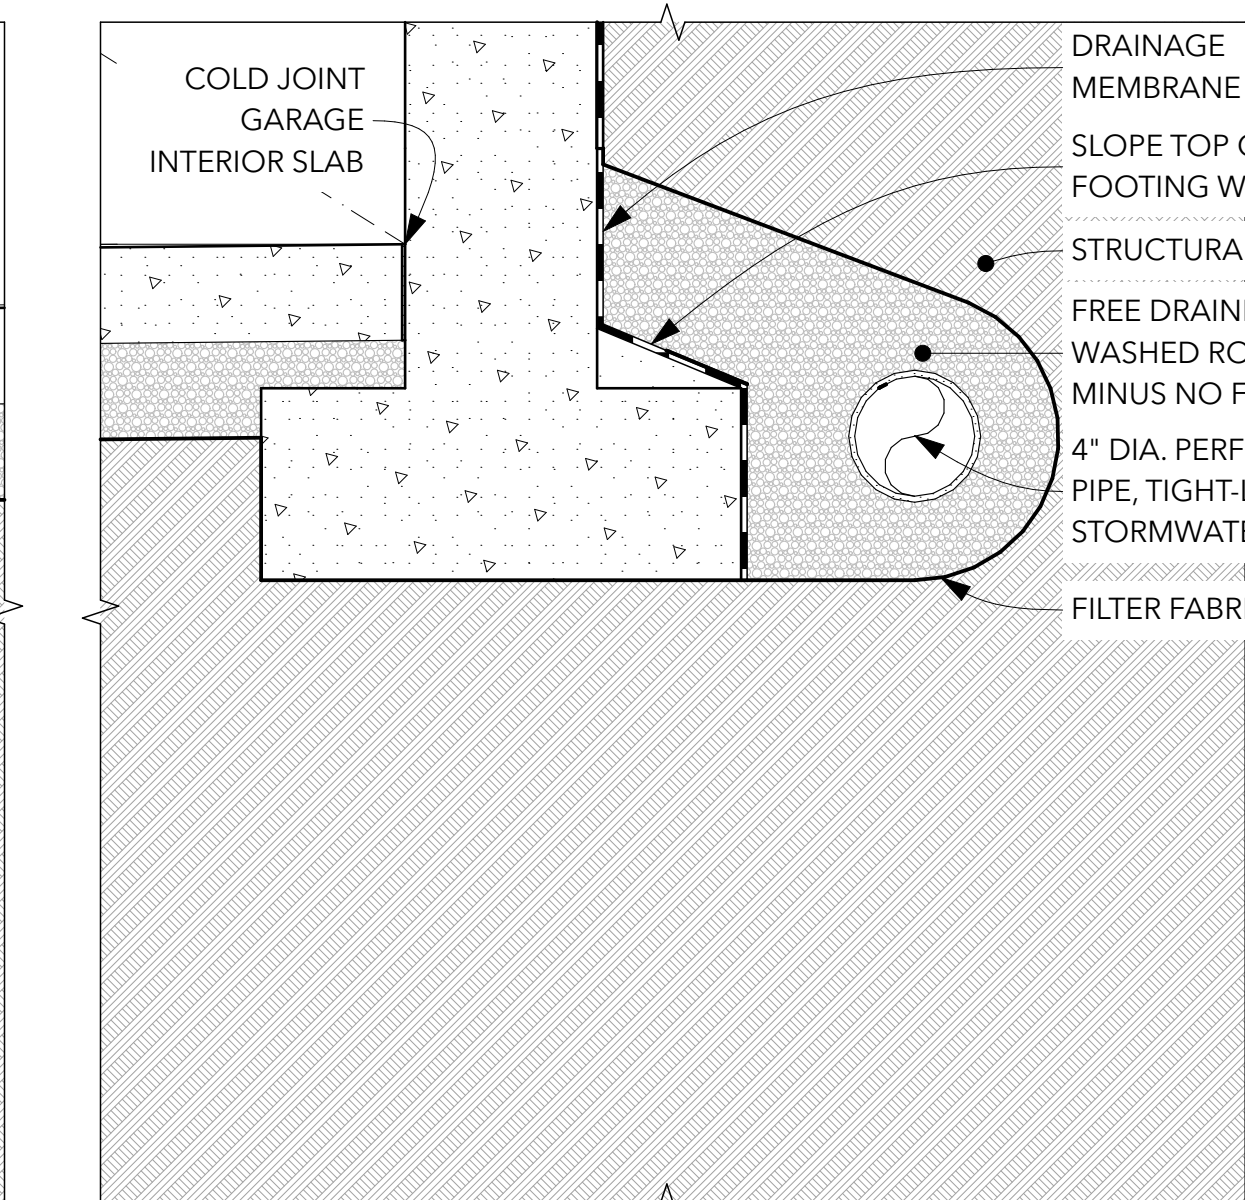 COLD JOINT
GARAGE
INTERIOR SLAB
DRAINAGE
MEMBRANE
SLOPE TOP
FOOTING
STRUCTURA
FREE DRAIN
WASHED
MINUS NO
4" DIA. PERF
PIPE, TIGHT-
STORMWATE
FILTER FABR